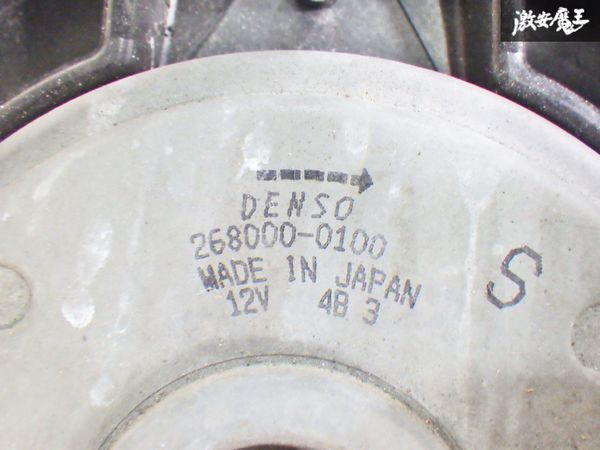 激安魔王
DENSO
268000-0100
MADE IN JAPAN
12V 4B 3
S